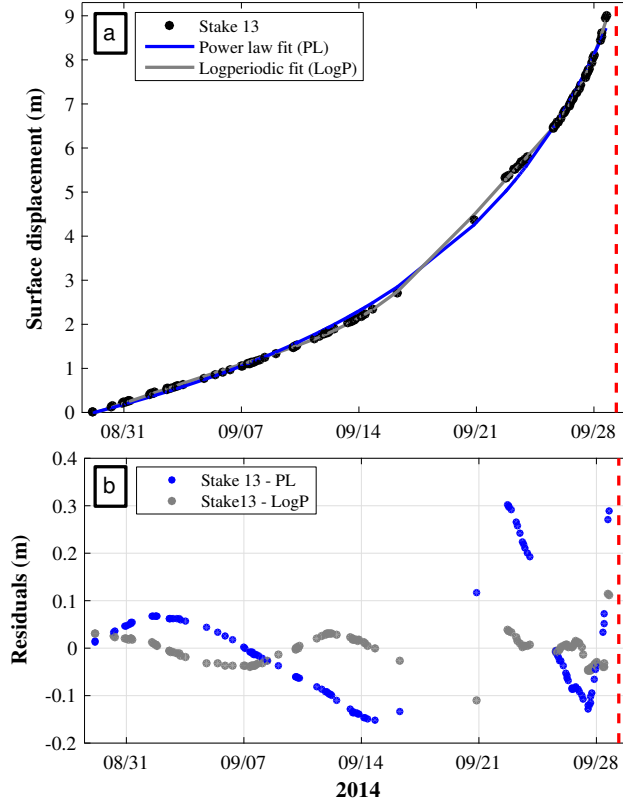 a
Stake 13
Power law fit (PL)
Logperiodic fit (LogP)
Surface displacement (m)
9
8
7
6
5
4
3
2
1
0
08/31 09/07 09/14 09/21 09/28
b
Stake 13 - PL
Stake13 - LogP
Residuals (m)
0.4
0.3
0.2
0.1
0
-0.1
-0.2
08/31 09/07 09/14 09/21 09/28
2014